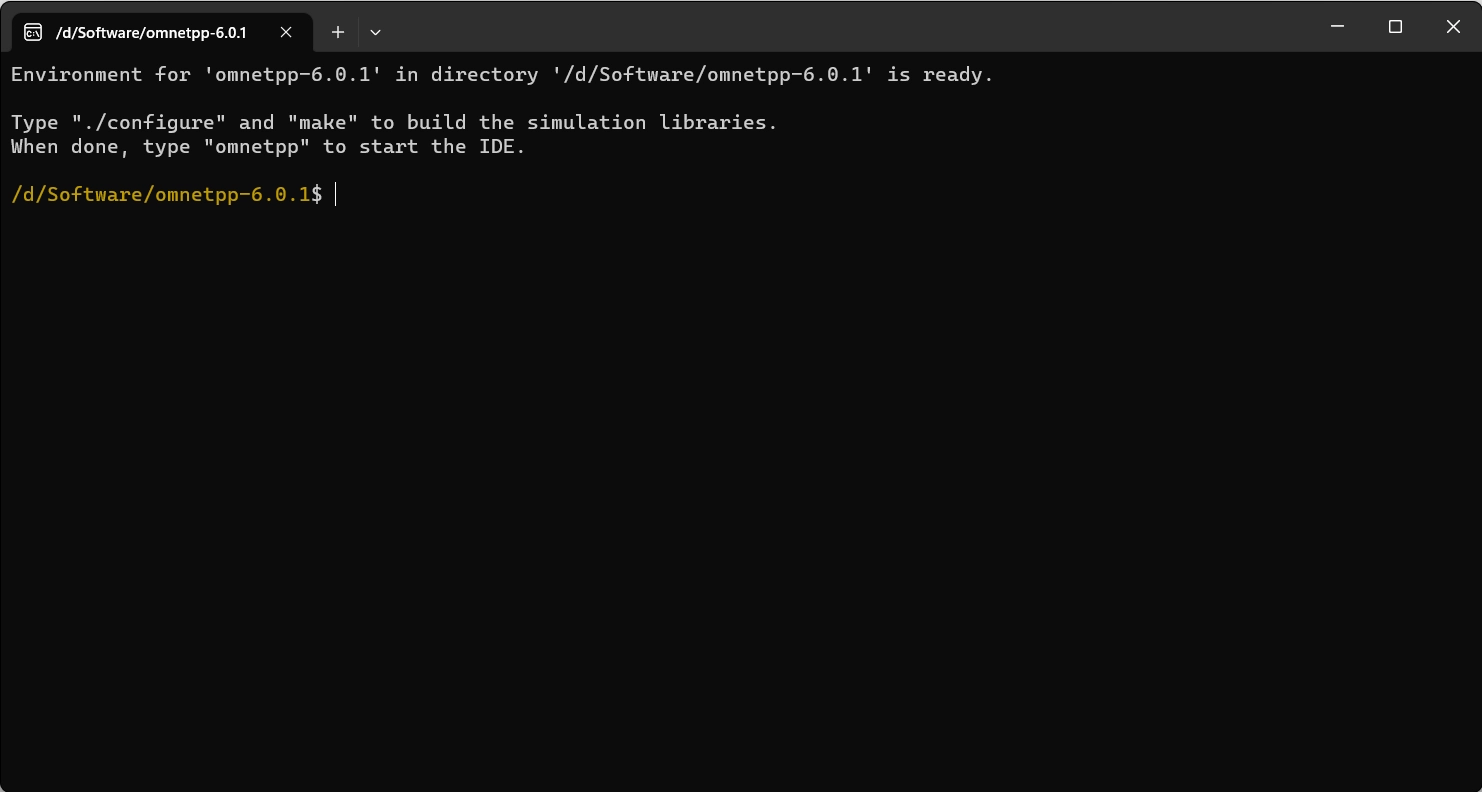 /d/Software/omnetpp-6.0.1
Environment for 'omnetpp-6.0.1' in directory '/d/Software/omnetpp-6.0.1' is ready.
Type "./configure" and "make" to build the simulation libraries.
When done, type "omnetpp" to start the IDE.
/d/Software/omnetpp-6.0.1$